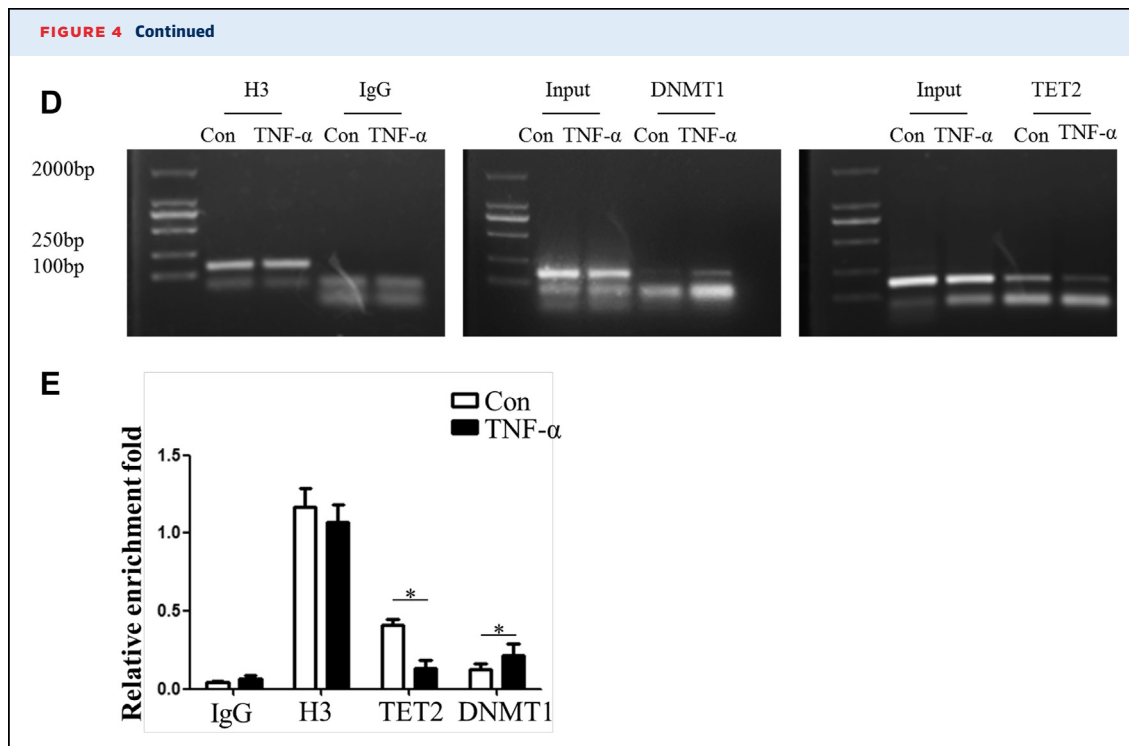 FIGURE 4 Continued
D
H3 IgG Input DNMT1 Input TET2
Con TNF-α Con TNF-α Con TNF-α Con TNF-α Con TNF-α Con TNF-α
2000bp
250bp
100bp
E
Con
TNF-α
Relative enrichment fold
1.5
1.0
0.5
0.0
*
*
IgG H3 TET2 DNMT1